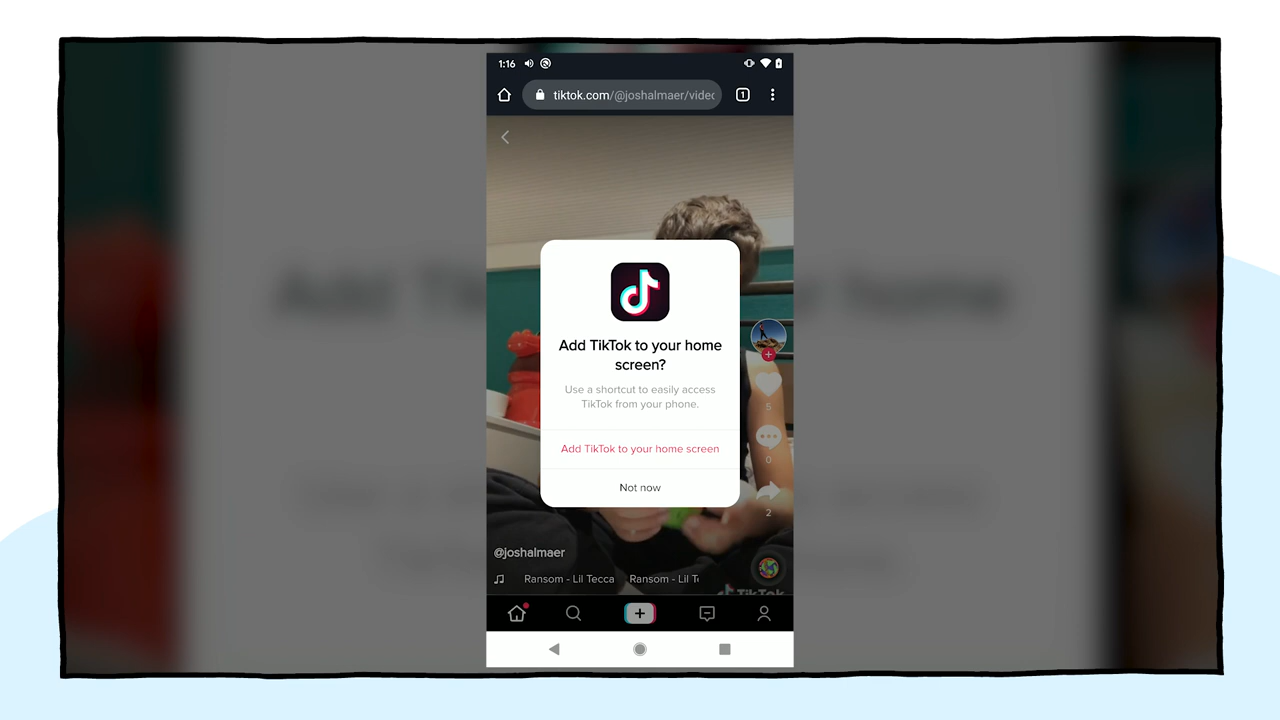 1:16
tiktok.com/@joshalmaer/videc
1
Add TikTok to your home
screen?
Use a shortcut to easily access
TikTok from your phone.
Add TikTok to your home screen
Not now
5
0
2
@joshalmaer
Ransom - Lil Tecca Ransom - Lil T
TikTok